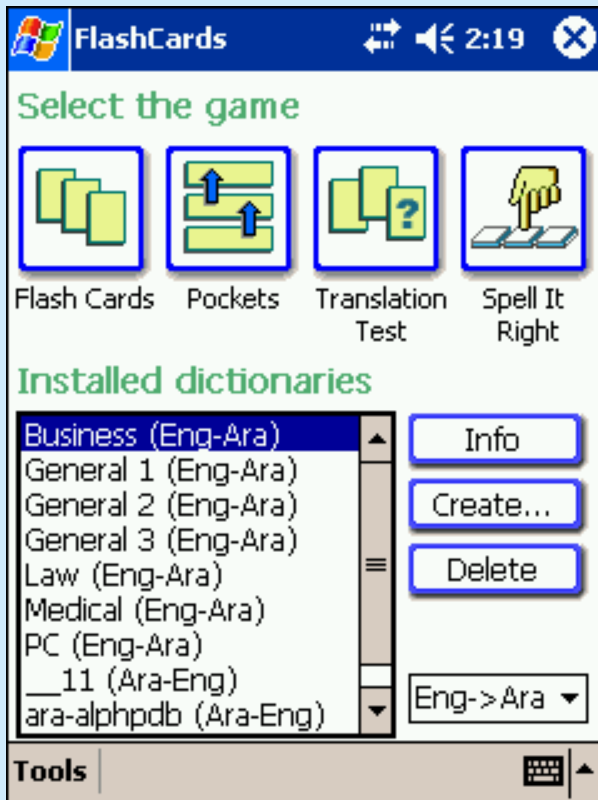 FlashCards 2:19
Select the game
?
Flash Cards Pockets Translation Test Spell It Right
Installed dictionaries
Business (Eng-Ara)
General 1 (Eng-Ara)
General 2 (Eng-Ara)
General 3 (Eng-Ara)
Law (Eng-Ara)
Medical (Eng-Ara)
PC (Eng-Ara)
__11 (Ara-Eng)
ara-alphpdb (Ara-Eng)
Info
Create...
Delete
Eng->Ara
Tools